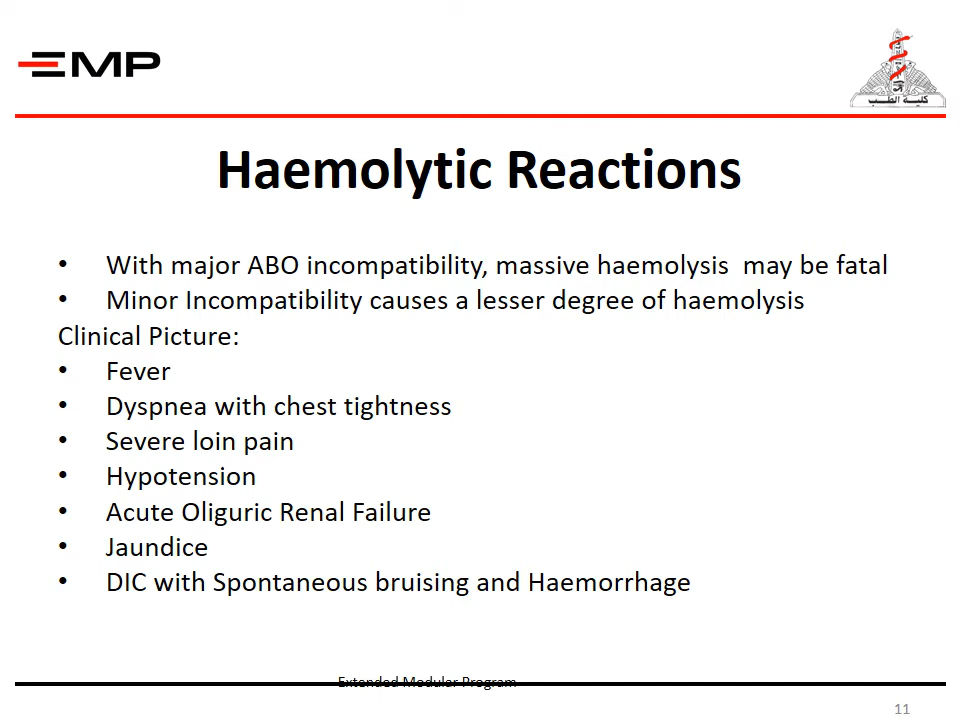 EMP
كلية الطب
Haemolytic Reactions
• With major ABO incompatibility, massive haemolysis  may be fatal
• Minor Incompatibility causes a lesser degree of haemolysis
Clinical Picture:
• Fever
• Dyspnea with chest tightness
• Severe loin pain
• Hypotension
• Acute Oliguric Renal Failure
• Jaundice
• DIC with Spontaneous bruising and Haemorrhage
Extended Modular Program
11